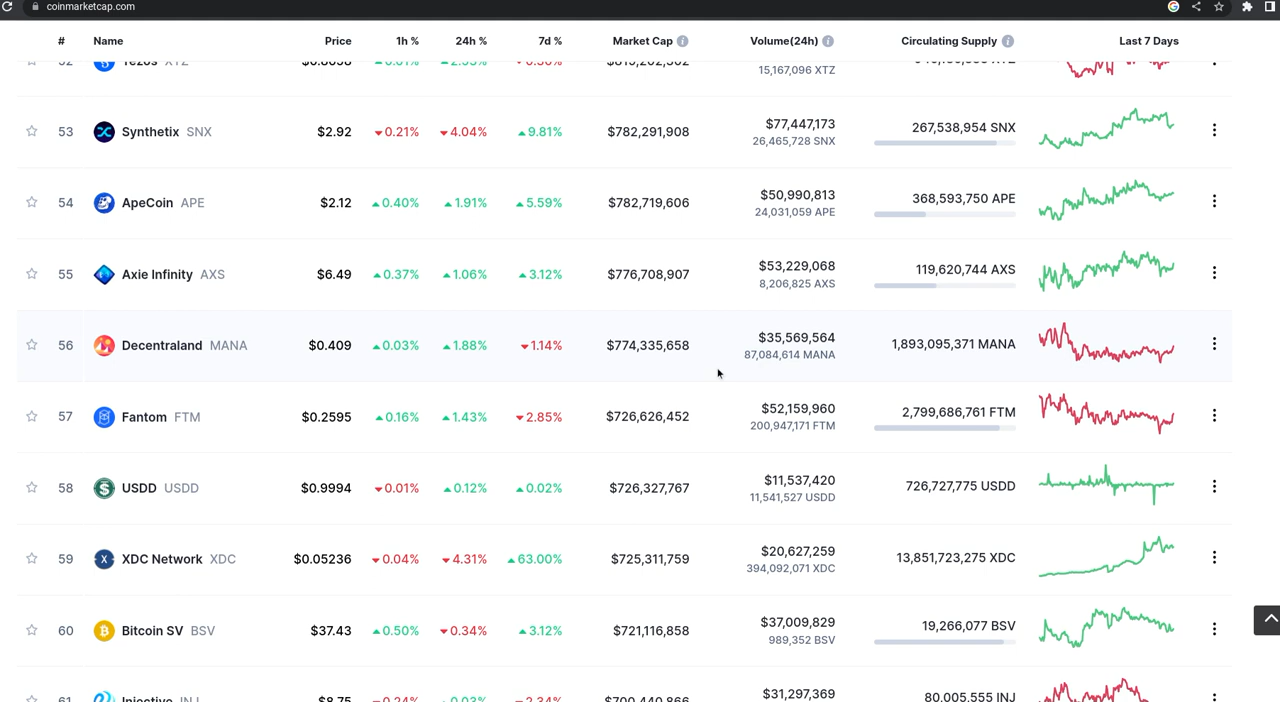 coinmarketcap.com
# Name Price 1h % 24h % 7d % Market Cap Volume(24h) Circulating Supply Last 7 Days
Tezos XTZ
15,167,096 XTZ
53 Synthetix SNX $2.92 0.21% 4.04% 9.81% $782,291,908 $77,447,173 267,538,954 SNX
26,465,728 SNX
54 ApeCoin APE $2.12 0.40% 1.91% 5.59% $782,719,606 $50,990,813 368,593,750 APE
24,031,059 APE
55 Axie Infinity AXS $6.49 0.37% 1.06% 3.12% $776,708,907 $53,229,068 119,620,744 AXS
8,206,825 AXS
56 Decentraland MANA $0.409 0.03% 1.88% 1.14% $774,335,658 $35,569,564 1,893,095,371 MANA
87,084,614 MANA
57 Fantom FTM $0.2595 0.16% 1.43% 2.85% $726,626,452 $52,159,960 2,799,686,761 FTM
200,947,171 FTM
58 USDD USDD $0.9994 0.01% 0.12% 0.02% $726,327,767 $11,537,420 726,727,775 USDD
11,541,527 USDD
59 XDC Network XDC $0.05236 0.04% 4.31% 63.00% $725,311,759 $20,627,259 13,851,723,275 XDC
394,092,071 XDC
60 Bitcoin SV BSV $37.43 0.50% 0.34% 3.12% $721,116,858 $37,009,829 19,266,077 BSV
989,352 BSV
61 Injective INJ $8.75 $31,297,369 80,005,555 INJ